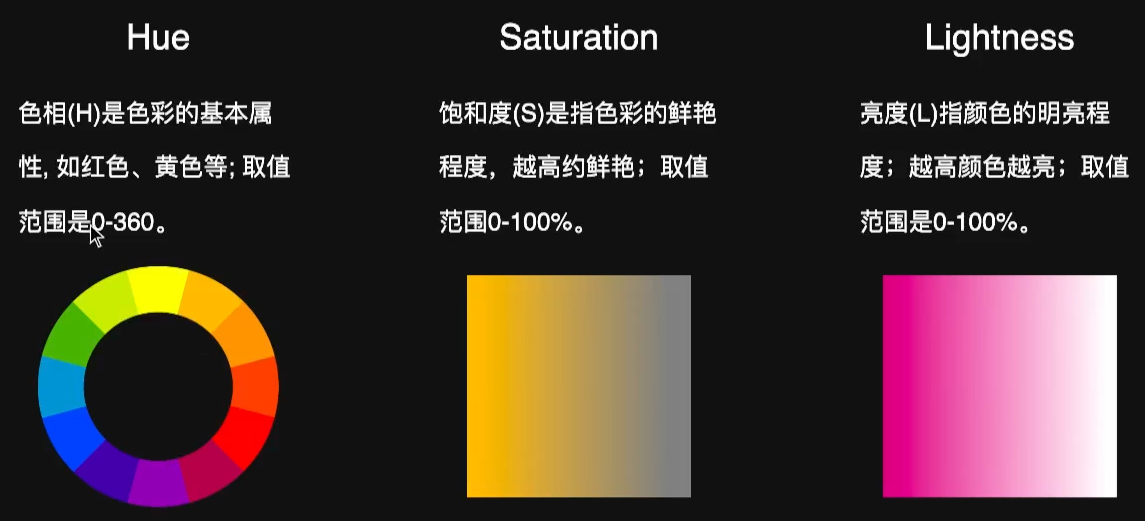 Hue
色相(H)是色彩的基本属
性, 如红色、黄色等; 取值
范围是0-360。
Saturation
饱和度(S)是指色彩的鲜艳
程度，越高约鲜艳；取值
范围0-100%。
Lightness
亮度(L)指颜色的明亮程
度；越高颜色越亮；取值
范围是0-100%。